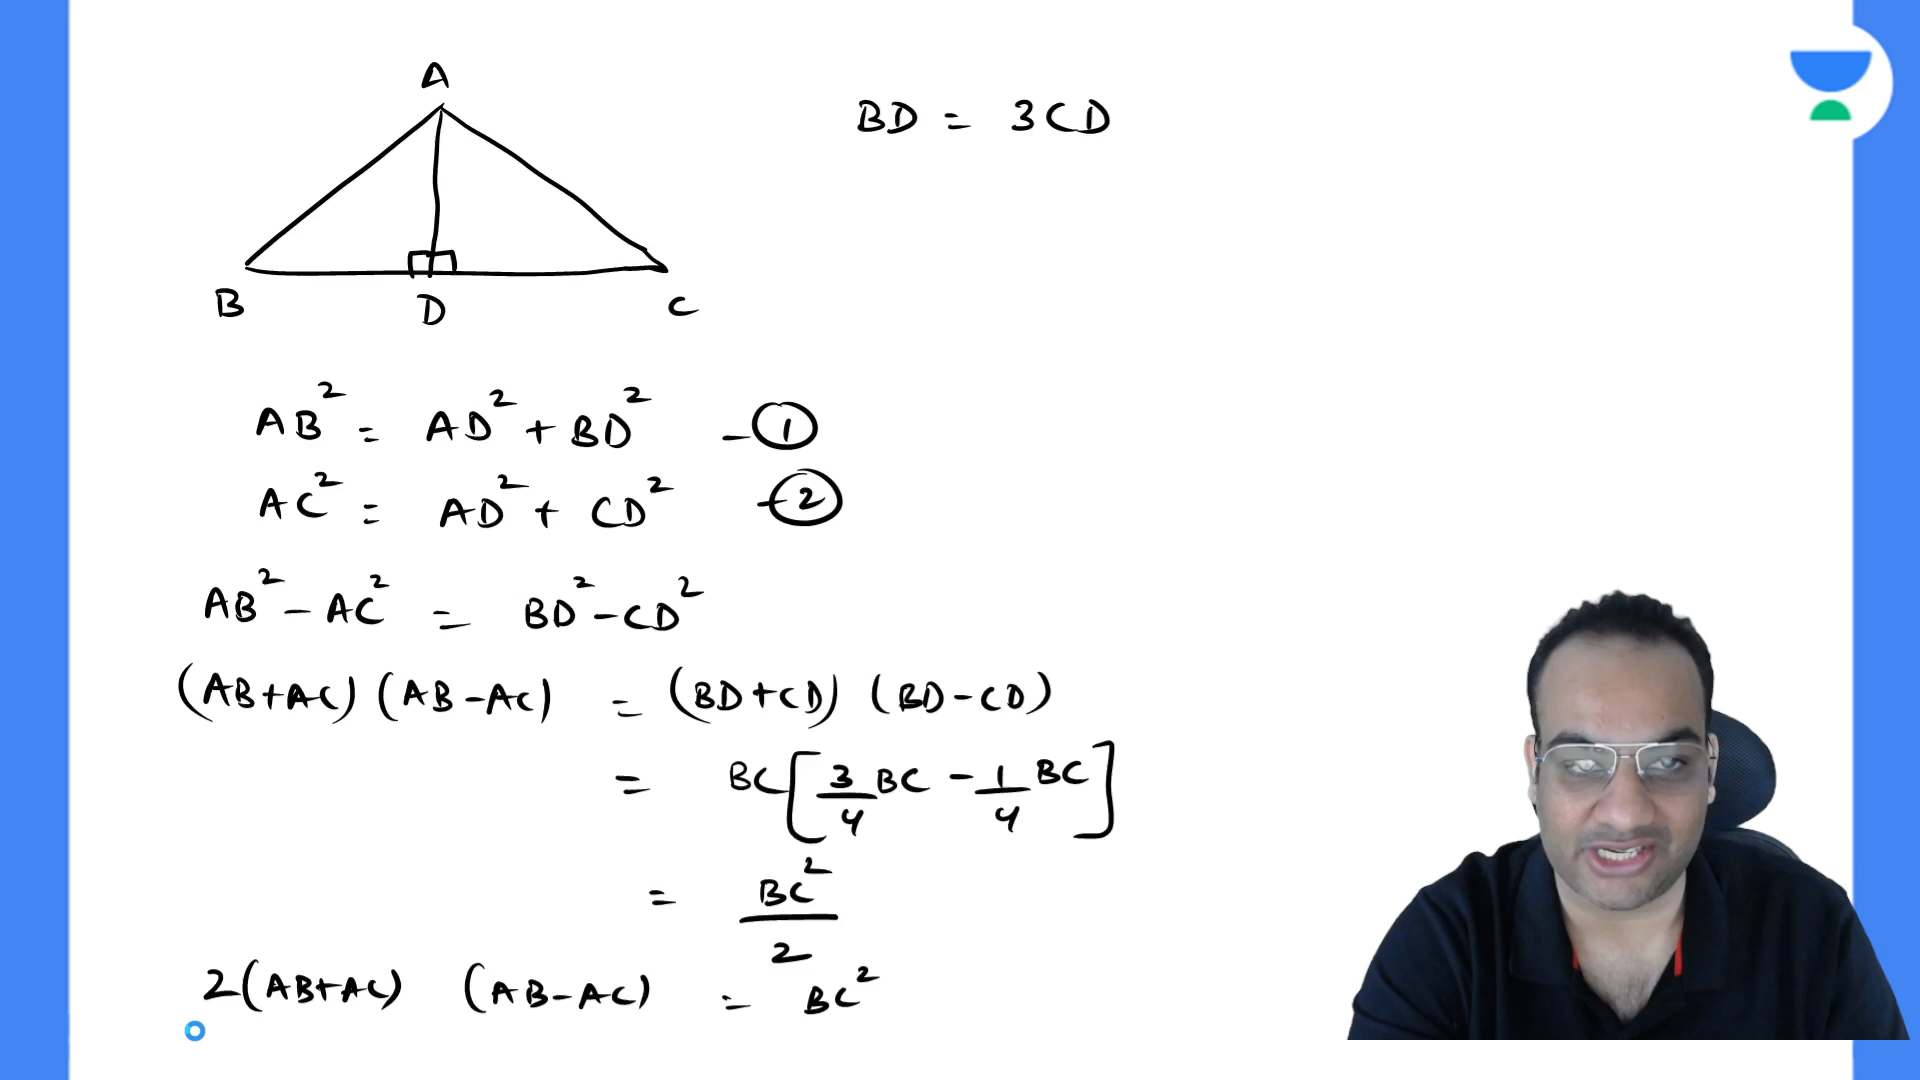 A
BD = 3CD
B D C
AB² = AD² + BD² - ①
AC² = AD² + CD² - ②
AB² - AC² = BD² - CD²
(AB+AC) (AB-AC) = (BD+CD) (BD-CD)
= BC[3/4 BC - 1/4 BC]
= BC²/2
2(AB+AC) (AB-AC) = BC²